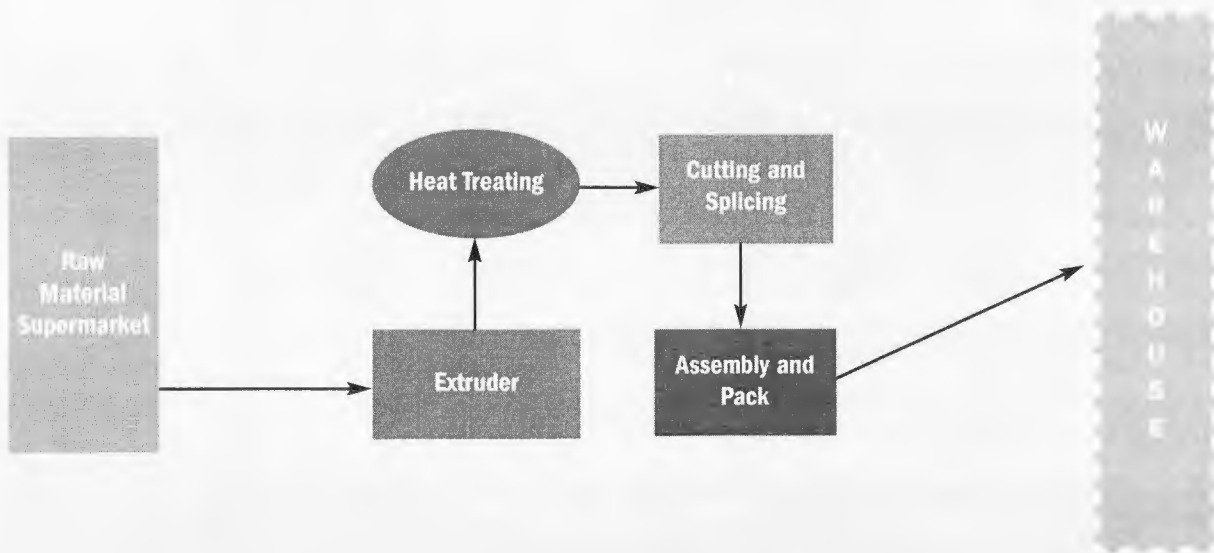 Raw
Material
Supermarket
Extruder
Heat Treating
Cutting and
Splicing
Assembly and
Pack
W
A
R
E
H
O
U
S
E